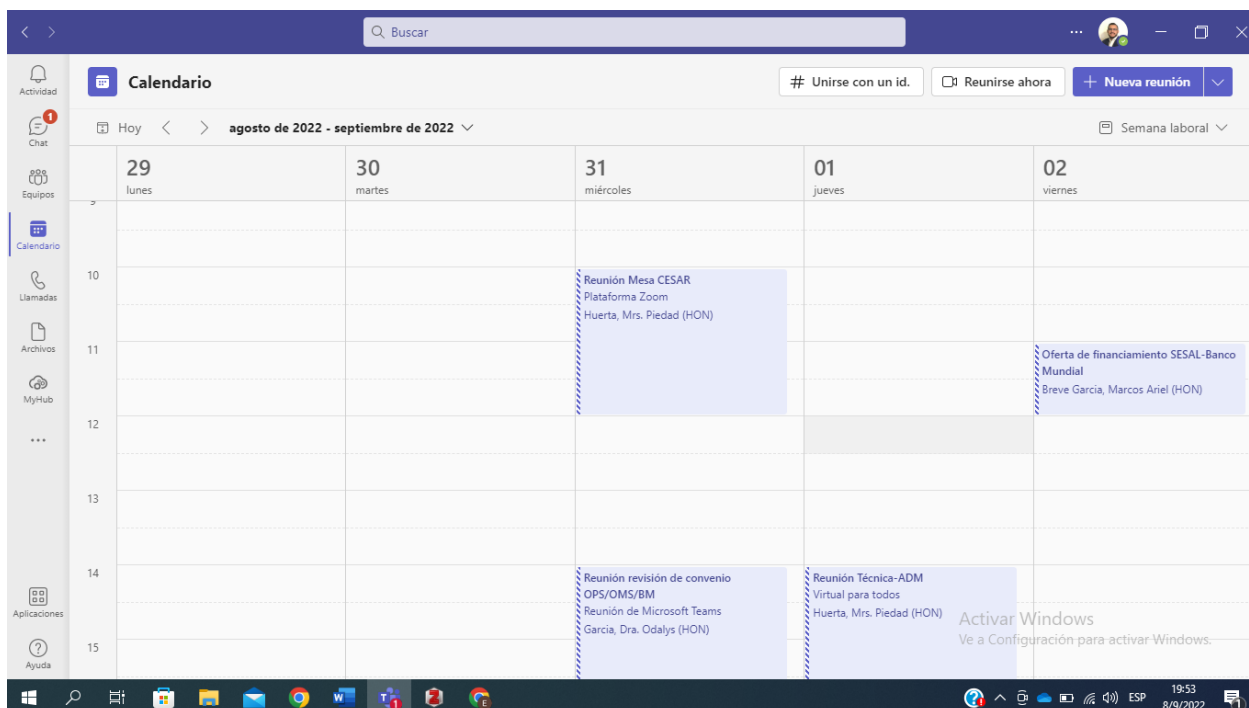 Buscar
Actividad
Calendario
# Unirse con un id.
Reunirse ahora
+ Nueva reunión
1
Chat
Hoy
agosto de 2022 - septiembre de 2022
Semana laboral
Equipos
29
lunes
30
martes
31
miércoles
01
jueves
02
viernes
9
Calendario
10
Reunión Mesa CESAR
Plataforma Zoom
Huerta, Mrs. Piedad (HON)
Llamadas
Archivos
11
Oferta de financiamiento SESAL-Banco
Mundial
Breve Garcia, Marcos Ariel (HON)
MyHub
12
13
14
Reunión revisión de convenio
OPS/OMS/BM
Reunión de Microsoft Teams
Garcia, Dra. Odalys (HON)
Reunión Técnica-ADM
Virtual para todos
Huerta, Mrs. Piedad (HON)
Aplicaciones
15
Ayuda
Activar Windows
Ve a Configuración para activar Windows.
ESP
19:53
8/9/2022